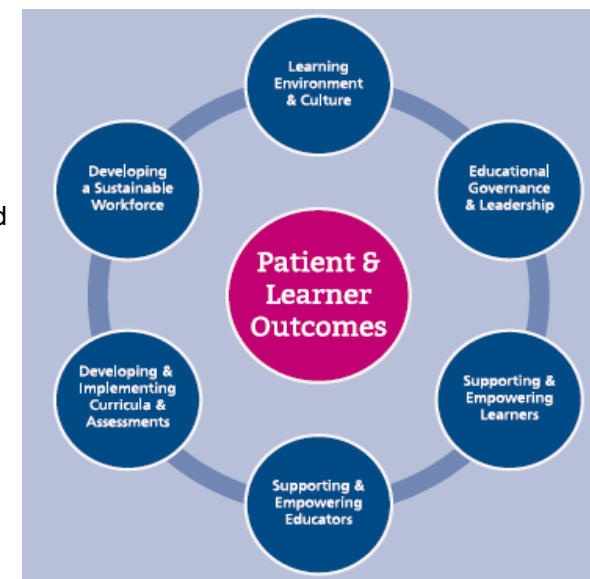 Learning
Environment
& Culture
Educational
Governance
& Leadership
Supporting &
Empowering
Learners
Supporting &
Empowering
Educators
Developing &
Implementing
Curricula &
Assessments
Developing
a Sustainable
Workforce
Patient &
Learner
Outcomes
d